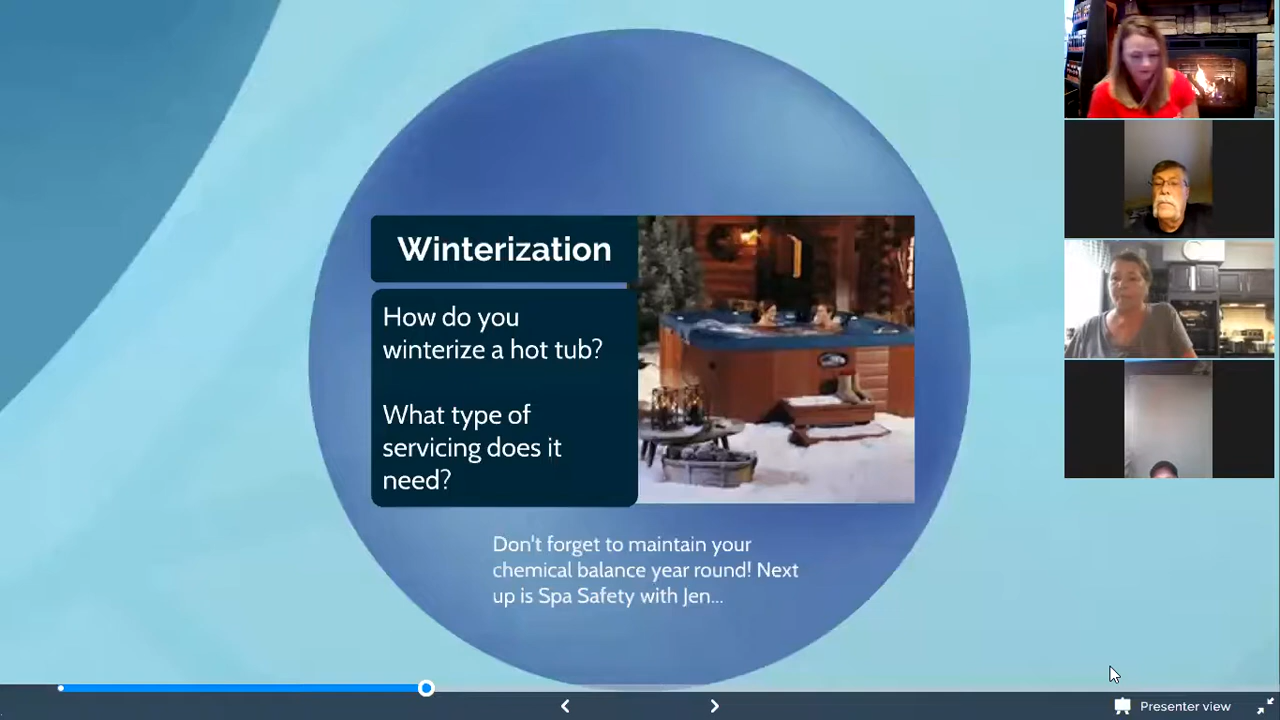 Winterization
How do you
winterize a hot tub?
What type of
servicing does it
need?
Don't forget to maintain your
chemical balance year round! Next
up is Spa Safety with Jen...
Presenter view